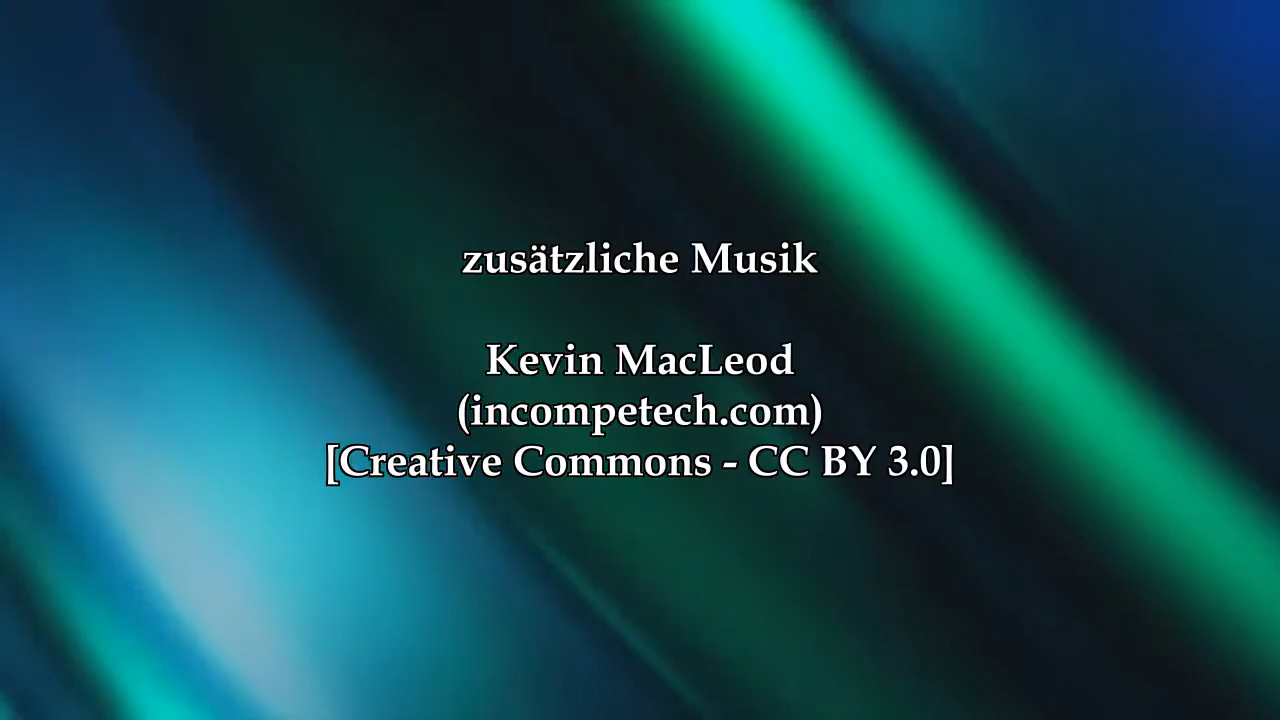 zusätzliche Musik
Kevin MacLeod
(incompetech.com)
[Creative Commons - CC BY 3.0]